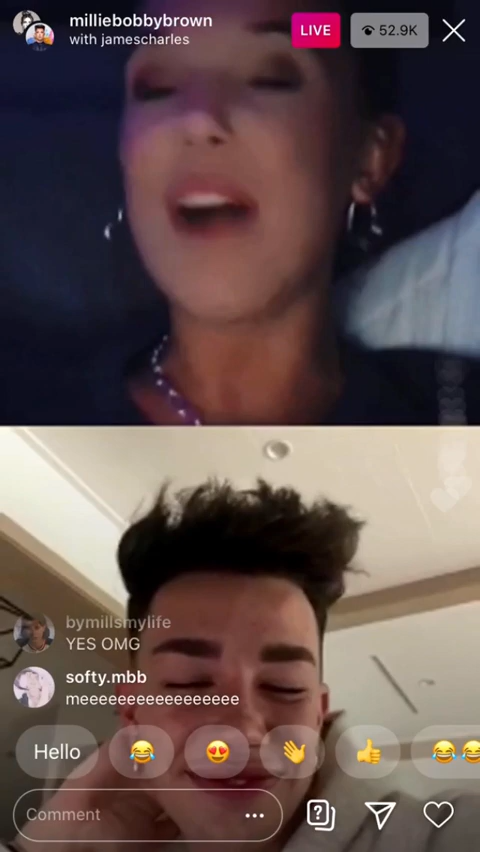 milliebobbybrown
with jamescharles
LIVE
52.9K
bymillsmylife
YES OMG
softy.mbb
meeeeeeeeeeeeeeeee
Hello
Comment